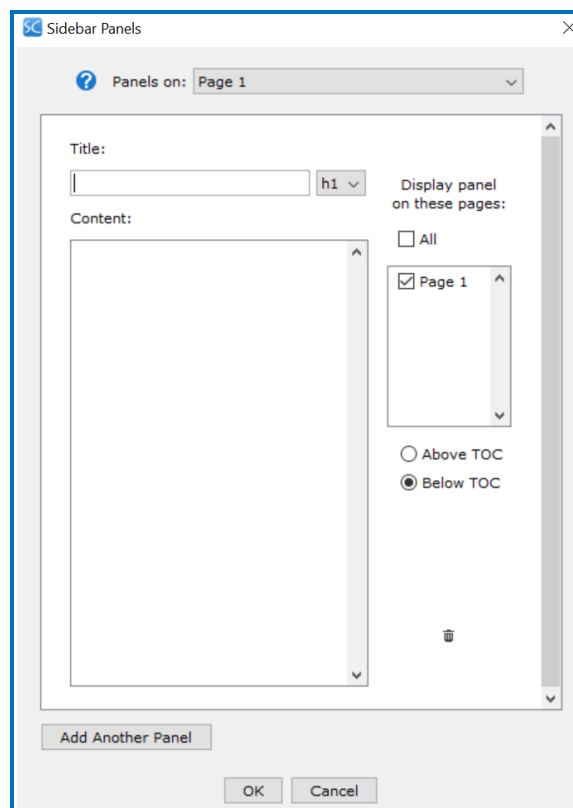 SC Sidebar Panels
? Panels on: Page 1
Title:
h1
Display panel
on these pages:
Content:
All
Page 1
Above TOC
Below TOC
Add Another Panel
OK Cancel